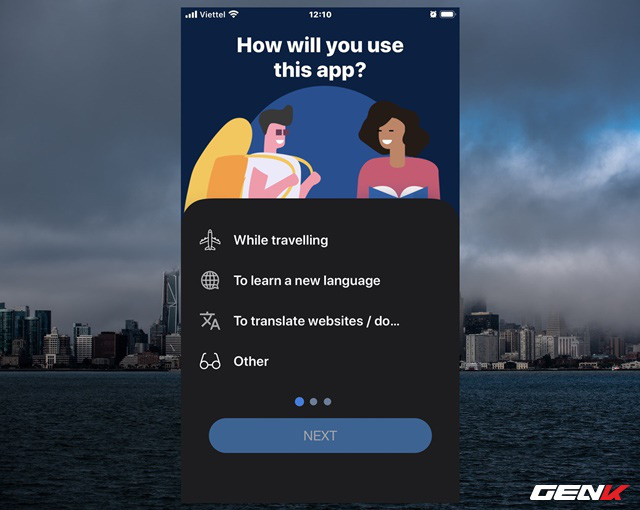 Viettel
12:10
How will you use
this app?
While travelling
To learn a new language
To translate websites / do...
Other
NEXT
GENK